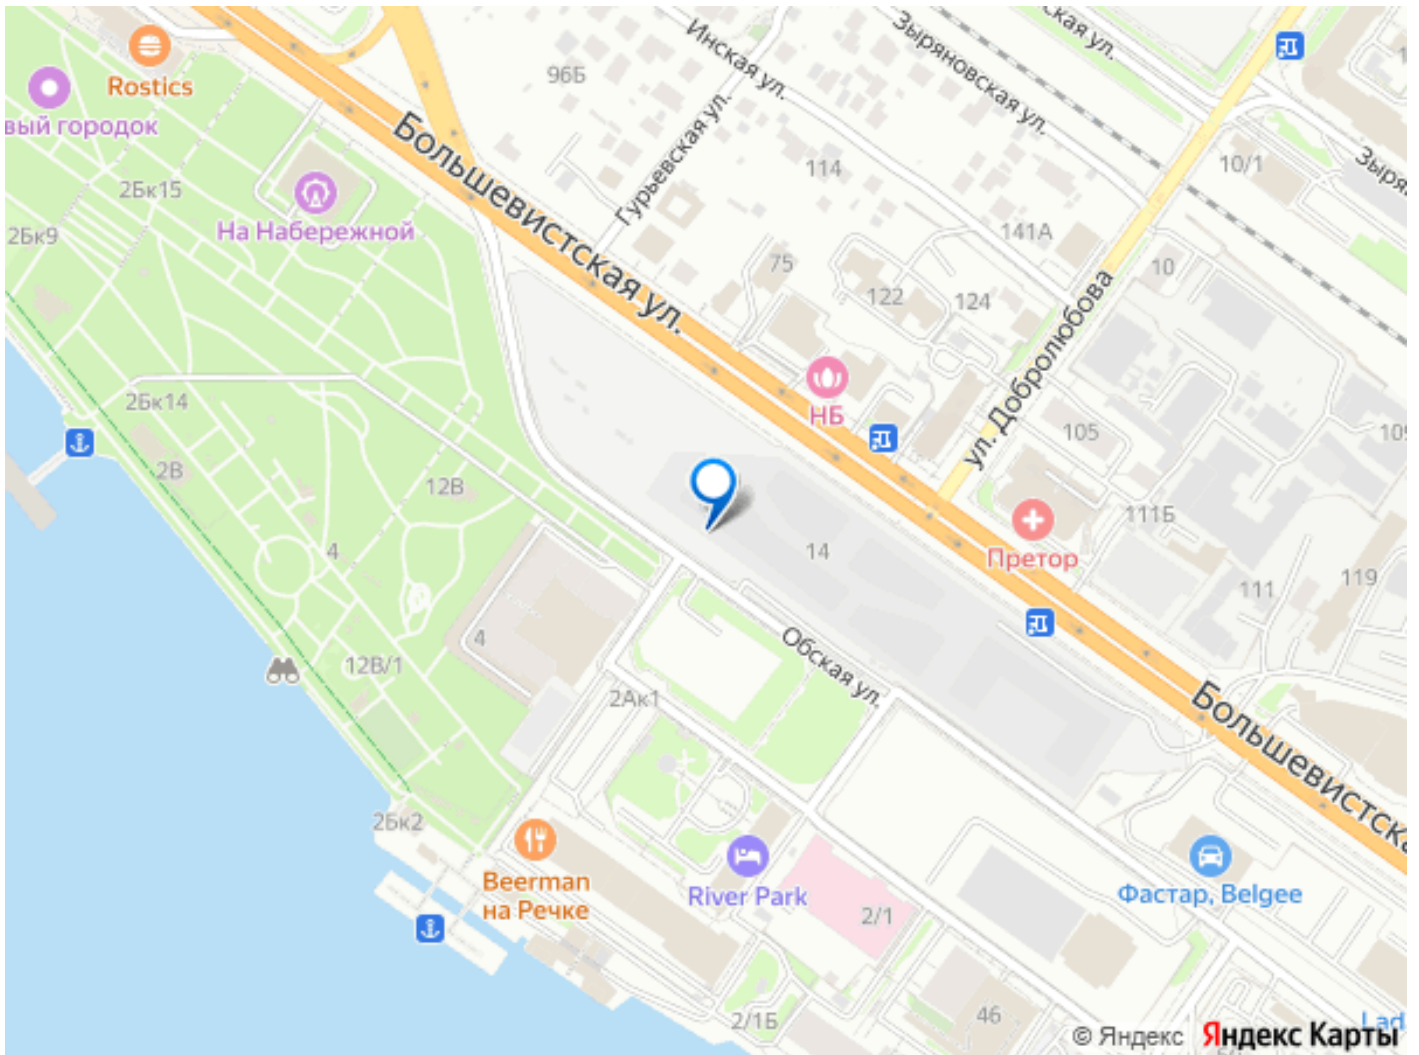 Rostics
вый городок
2Бк15
2Бк9
На Набережной
96Б
Инская ул.
Зыряновская ул.
ская ул.
10/1
Зыря
Гурьевская ул.
114
141А
10
Большевистская ул.
75
122
124
ул. Добролюбова
НБ
105
109
2Бк14
2В
12В
4
14
Претор
111Б
111
119
4
12В/1
2Ак1
Обская ул.
Большевистска
2Бк2
Beerman
на Речке
River Park
2/1
Фастар, Belgee
2/1Б
46
Lad
© Яндекс Яндекс Карты